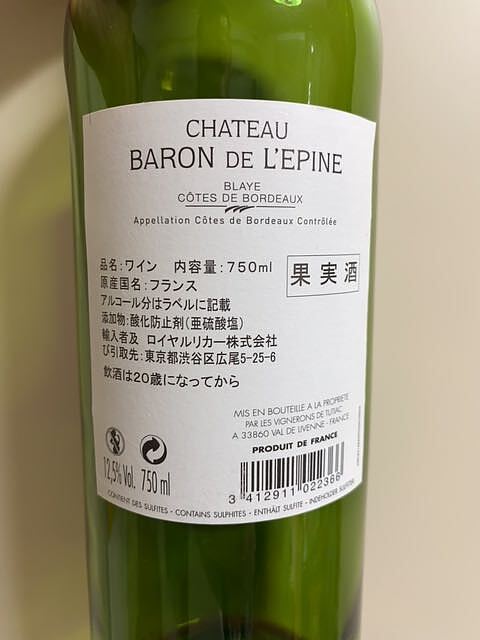 CHATEAU
BARON DE L'EPINE
BLAYE
CÔTES DE BORDEAUX
Appellation Côtes de Bordeaux Contrôlée
品名:ワイン 内容量:750ml
原産国名:フランス
果実酒
アルコール分はラベルに記載
添加物:酸化防止剤(亜硫酸塩)
輸入者及 ロイヤルリカー株式会社
び引取先:東京都渋谷区広尾5-25-6
飲酒は20歳になってから
MIS EN BOUTEILLE A LA PROPRIETE
PAR LES VIGNERONS DE TUTIAC
A 33860 VAL DE LIVENNE - FRANCE
PRODUIT DE FRANCE
12,5% Vol. 750 ml
3 412911 022366
CONTIENT DES SULFITES - CONTAINS SULPHITES - ENTHÄLT SULFITE - INDEHOLDER SULFITTER